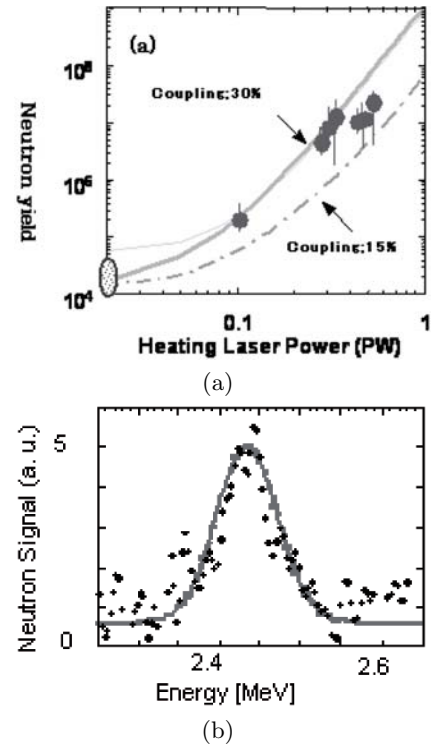 (a)
10^8
Coupling;30%
Neutron yield
10^6
Coupling;15%
10^4
0.1
1
Heating Laser Power (PW)
(a)
Neutron Signal (a. u.)
5
0
2.4
2.6
Energy [MeV]
(b)